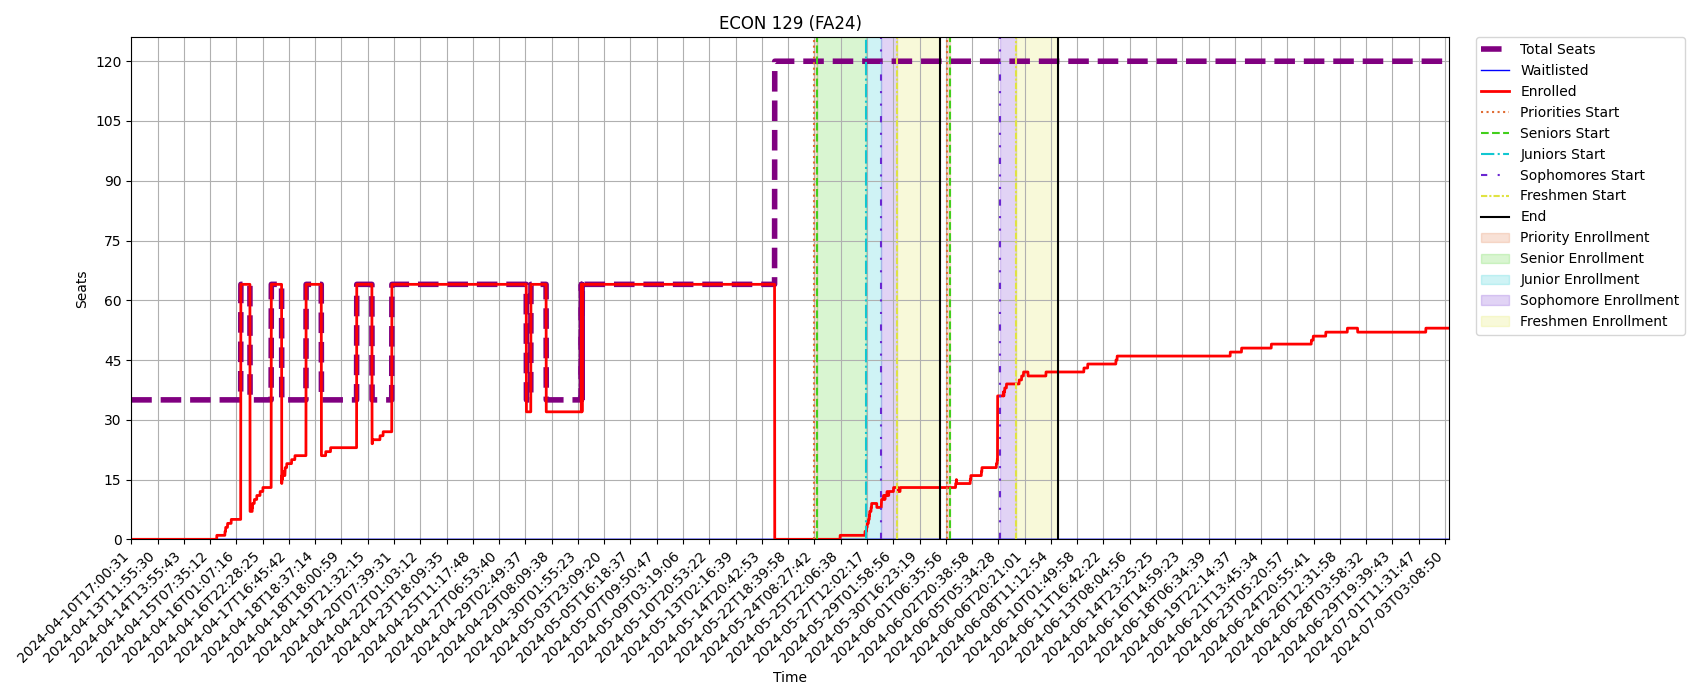 ECON 129 (FA24)
Seats
120
105
90
75
60
45
30
15
0
2024-04-10T17:00:31
2024-04-13T11:55:30
2024-04-14T13:55:43
2024-04-15T07:35:12
2024-04-16T01:07:16
2024-04-16T22:28:25
2024-04-17T16:45:42
2024-04-18T18:37:14
2024-04-18T18:00:59
2024-04-19T21:32:15
2024-04-20T07:39:31
2024-04-22T01:03:12
2024-04-23T18:09:35
2024-04-25T11:17:48
2024-04-27T06:53:40
2024-04-29T02:49:37
2024-04-29T08:09:38
2024-04-30T01:55:23
2024-05-03T23:09:20
2024-05-05T16:18:37
2024-05-07T09:50:47
2024-05-09T03:19:06
2024-05-10T20:53:22
2024-05-13T02:16:39
2024-05-14T20:42:53
2024-05-22T18:39:58
2024-05-24T08:27:42
2024-05-25T22:06:38
2024-05-27T12:02:17
2024-05-29T01:58:56
2024-05-30T16:23:19
2024-06-01T06:35:56
2024-06-02T20:38:58
2024-06-05T05:34:28
2024-06-06T20:21:01
2024-06-08T11:12:54
2024-06-10T01:49:58
2024-06-11T16:42:22
2024-06-13T08:04:56
2024-06-14T23:25:25
2024-06-16T14:59:23
2024-06-18T06:34:39
2024-06-19T22:14:37
2024-06-21T13:45:34
2024-06-23T05:20:57
2024-06-24T20:55:41
2024-06-26T12:31:58
2024-06-28T03:58:32
2024-06-29T19:39:43
2024-07-01T11:31:47
2024-07-03T03:08:50
Time
Total Seats
Waitlisted
Enrolled
Priorities Start
Seniors Start
Juniors Start
Sophomores Start
Freshmen Start
End
Priority Enrollment
Senior Enrollment
Junior Enrollment
Sophomore Enrollment
Freshmen Enrollment